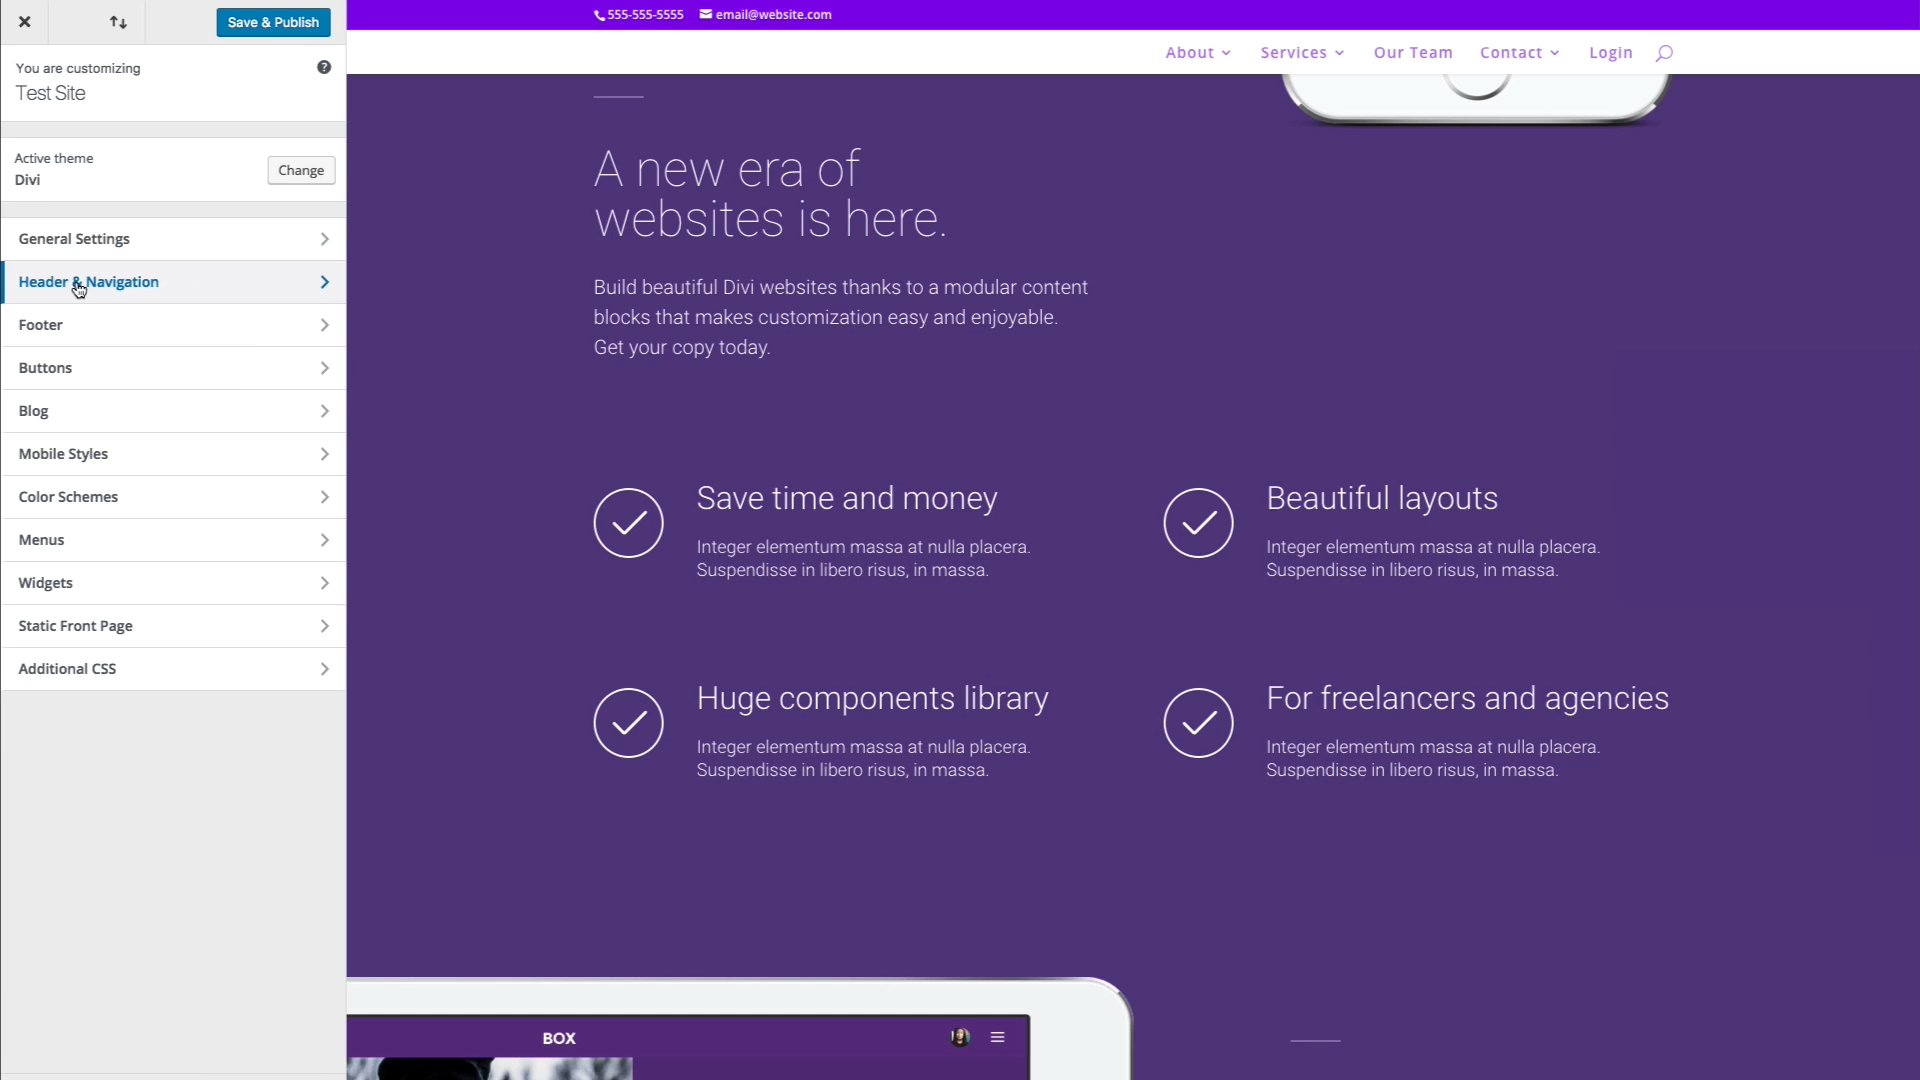 Save & Publish
You are customizing
Test Site
Active theme
Divi
Change
General Settings
Header & Navigation
Footer
Buttons
Blog
Mobile Styles
Color Schemes
Menus
Widgets
Static Front Page
Additional CSS
555-555-5555 email@website.com
About Services Our Team Contact Login
A new era of
websites is here.
Build beautiful Divi websites thanks to a modular content
blocks that makes customization easy and enjoyable.
Get your copy today.
Save time and money
Integer elementum massa at nulla placera.
Suspendisse in libero risus, in massa.
Beautiful layouts
Integer elementum massa at nulla placera.
Suspendisse in libero risus, in massa.
Huge components library
Integer elementum massa at nulla placera.
Suspendisse in libero risus, in massa.
For freelancers and agencies
Integer elementum massa at nulla placera.
Suspendisse in libero risus, in massa.
BOX